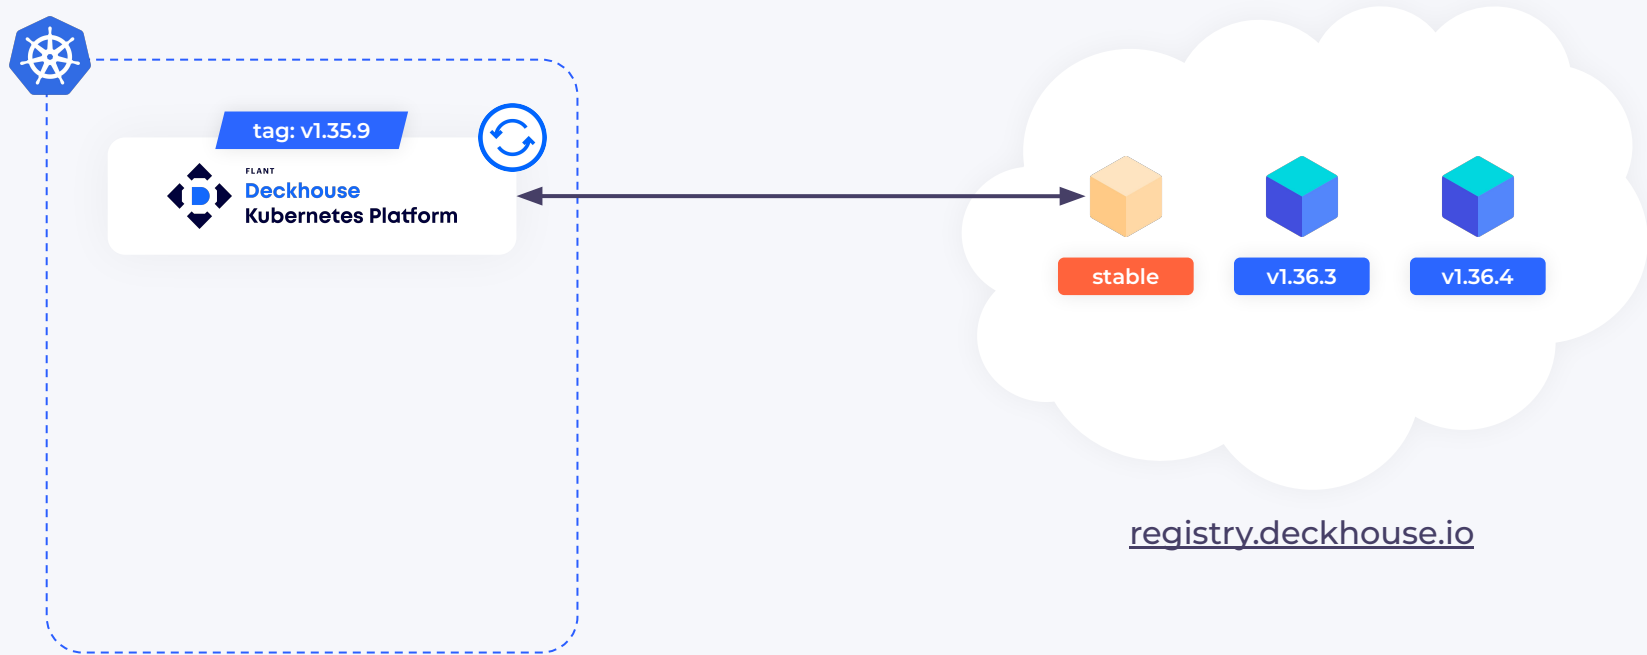 tag: v1.35.9
FLANT
Deckhouse
Kubernetes Platform
stable
v1.36.3
v1.36.4
registry.deckhouse.io